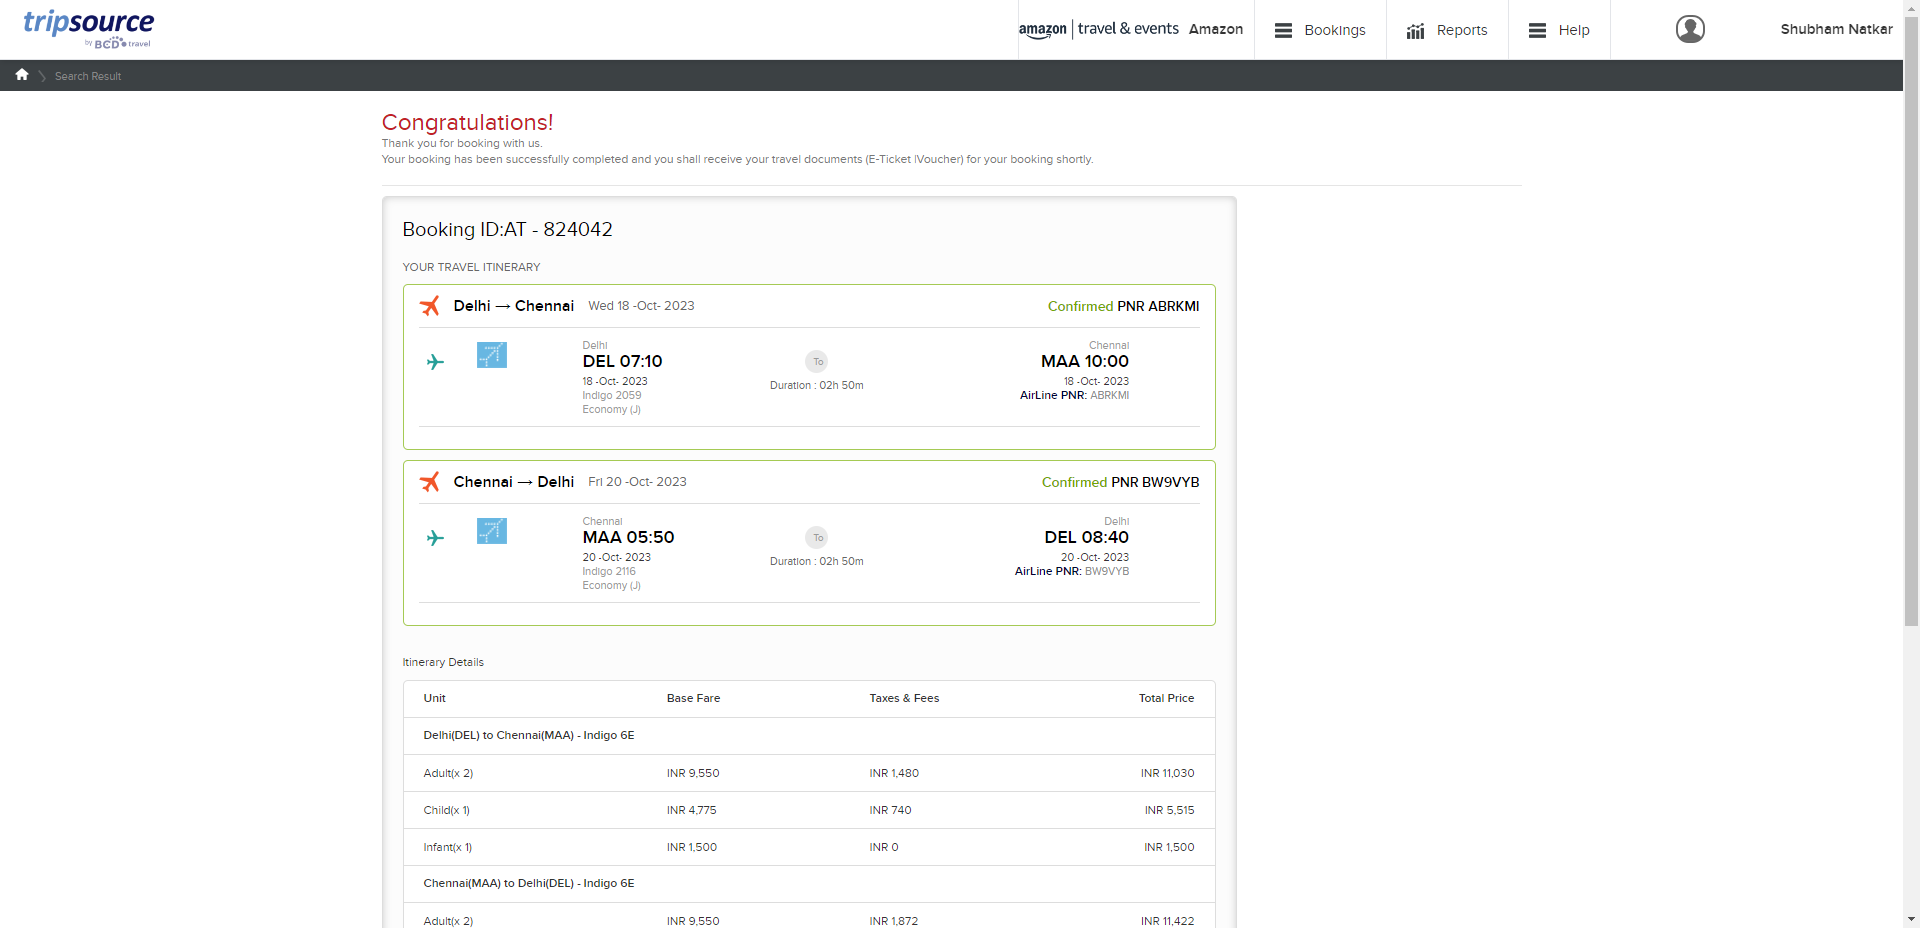 tripsource
by BCD travel
amazon | travel & events Amazon
Bookings
Reports
Help
Shubham Natkar
Search Result
Congratulations!
Thank you for booking with us.
Your booking has been successfully completed and you shall receive your travel documents (E-Ticket |Voucher) for your booking shortly.
Booking ID:AT - 824042
YOUR TRAVEL ITINERARY
Delhi → Chennai Wed 18 -Oct- 2023 Confirmed PNR ABRKMI
Delhi Chennai
DEL 07:10 To MAA 10:00
18 -Oct- 2023 Duration : 02h 50m 18 -Oct- 2023
Indigo 2059 AirLine PNR: ABRKMI
Economy (J)
Chennai → Delhi Fri 20 -Oct- 2023 Confirmed PNR BW9VYB
Chennai Delhi
MAA 05:50 To DEL 08:40
20 -Oct- 2023 Duration : 02h 50m 20 -Oct- 2023
Indigo 2116 AirLine PNR: BW9VYB
Economy (J)
Itinerary Details
Unit Base Fare Taxes & Fees Total Price
Delhi(DEL) to Chennai(MAA) - Indigo 6E
Adult(x 2) INR 9,550 INR 1,480 INR 11,030
Child(x 1) INR 4,775 INR 740 INR 5,515
Infant(x 1) INR 1,500 INR 0 INR 1,500
Chennai(MAA) to Delhi(DEL) - Indigo 6E
Adult(x 2) INR 9,550 INR 1,872 INR 11,422